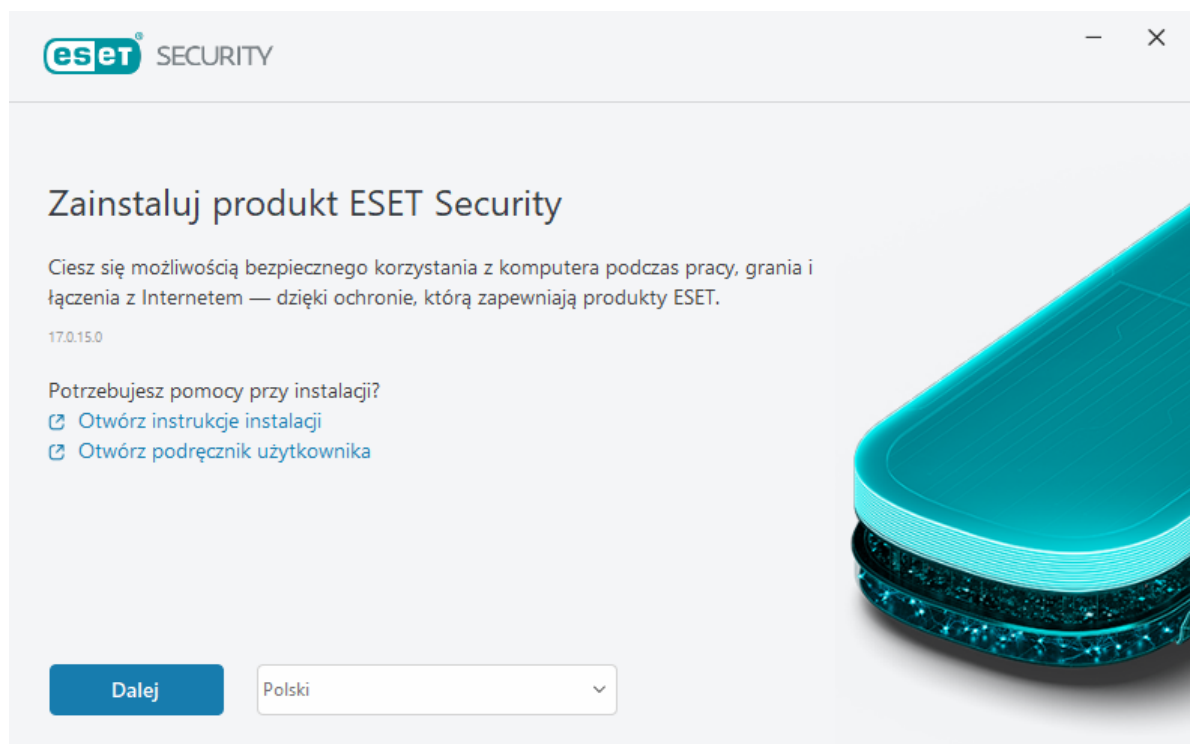 eset® SECURITY
Zainstaluj produkt ESET Security
Ciesz się możliwością bezpiecznego korzystania z komputera podczas pracy, grania i
łączenia z Internetem — dzięki ochronie, którą zapewniają produkty ESET.
17.0.15.0
Potrzebujesz pomocy przy instalacji?
Otwórz instrukcje instalacji
Otwórz podręcznik użytkownika
Dalej
Polski